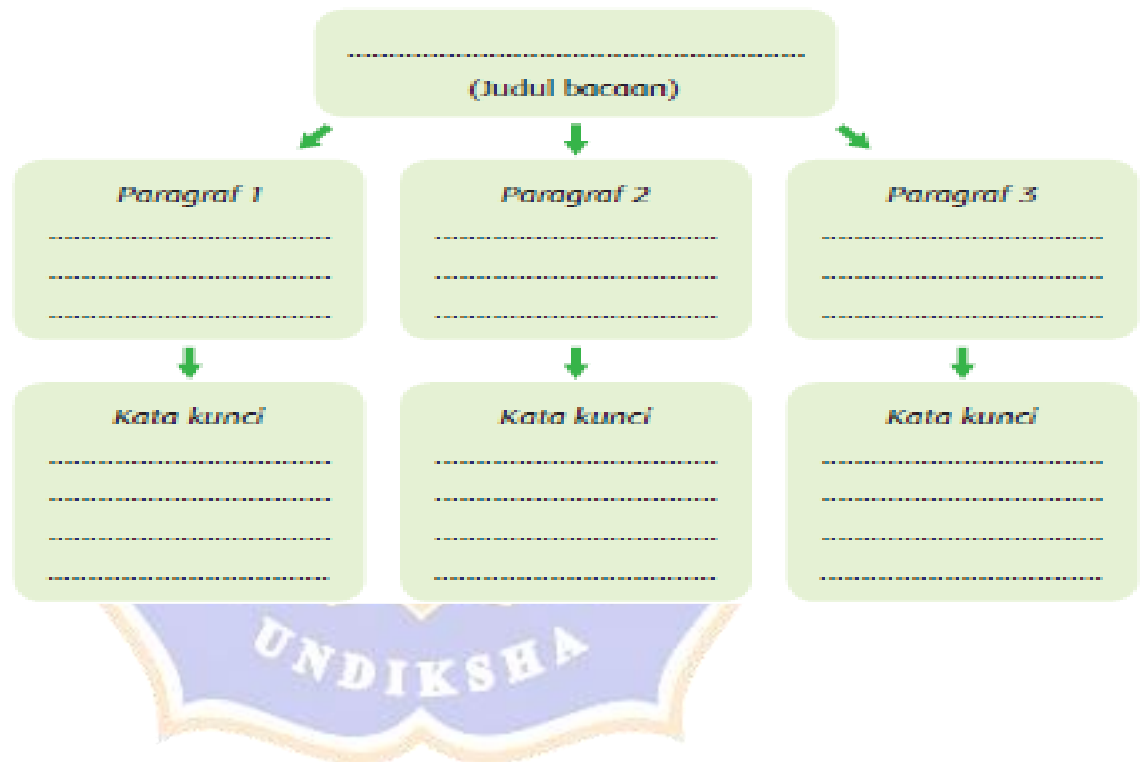 (Judul bacaan)
Paragraf 1
Paragraf 2
Paragraf 3
Kata kunci
Kata kunci
Kata kunci
UNDIKSHA